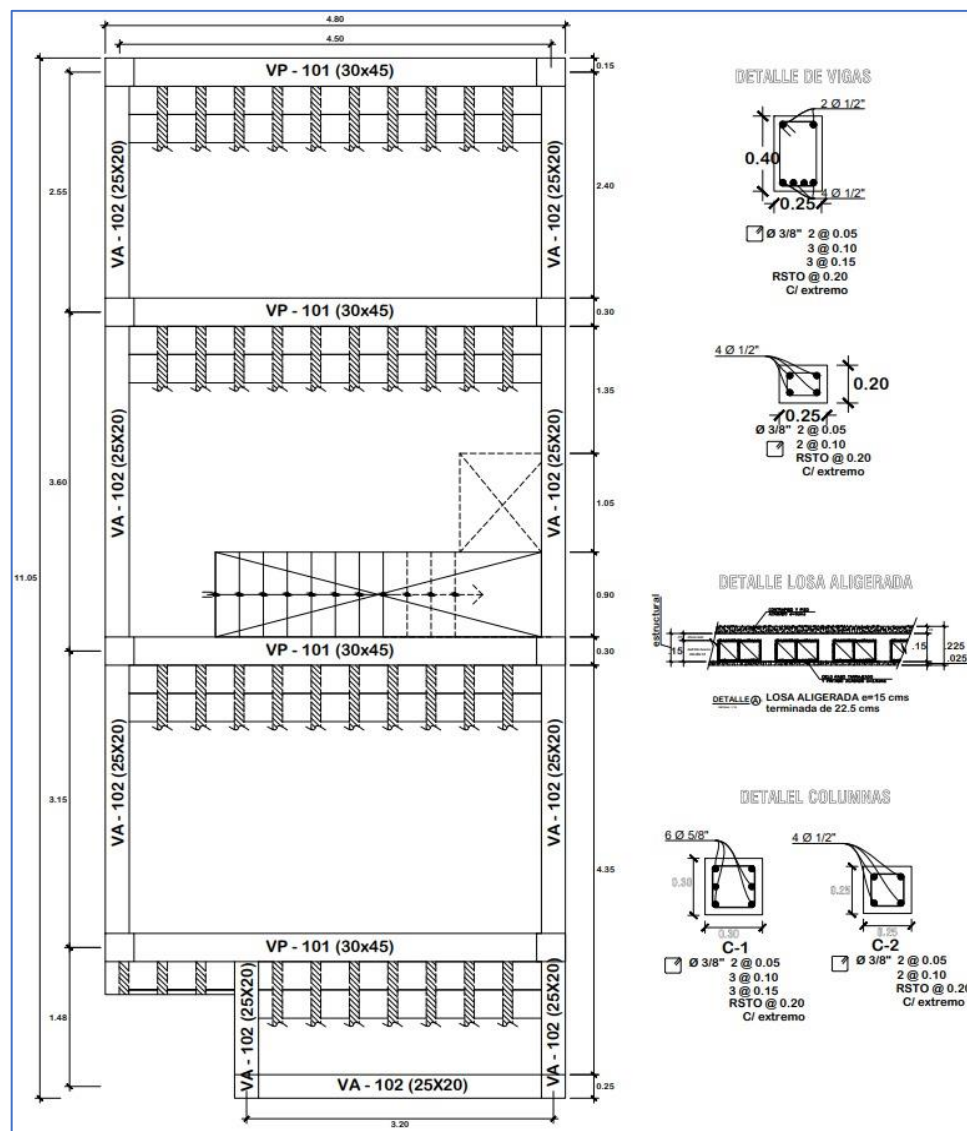 4.80
4.50
VP - 101 (30x45)
0.15
VA - 102 (25X20)
VA - 102 (25X20)
2.55
2.40
VP - 101 (30x45)
0.30
1.35
VA - 102 (25X20)
VA - 102 (25X20)
3.60
1.05
11.05
0.90
VP - 101 (30x45)
0.30
VA - 102 (25X20)
VA - 102 (25X20)
3.15
4.35
VP - 101 (30x45)
VA - 102 (25X20)
VA - 102 (25X20)
1.48
VA - 102 (25X20)
0.25
3.20
DETALLE DE VIGAS
2 Ø 1/2"
0.40
4 Ø 1/2"
0.25
Ø 3/8" 2 @ 0.05
3 @ 0.10
3 @ 0.15
RSTO @ 0.20
C/ extremo
4 Ø 1/2"
0.20
0.25
Ø 3/8" 2 @ 0.05
2 @ 0.10
RSTO @ 0.20
C/ extremo
DETALLE LOSA ALIGERADA
estructural
.15
.15
.225
.025
DETALLE A LOSA ALIGERADA e=15 cms
terminada de 22.5 cms
DETALEL COLUMNAS
6 Ø 5/8"
4 Ø 1/2"
0.30
0.25
0.30
0.25
C-1
C-2
Ø 3/8" 2 @ 0.05
3 @ 0.10
3 @ 0.15
RSTO @ 0.20
C/ extremo
Ø 3/8" 2 @ 0.05
2 @ 0.10
RSTO @ 0.20
C/ extremo